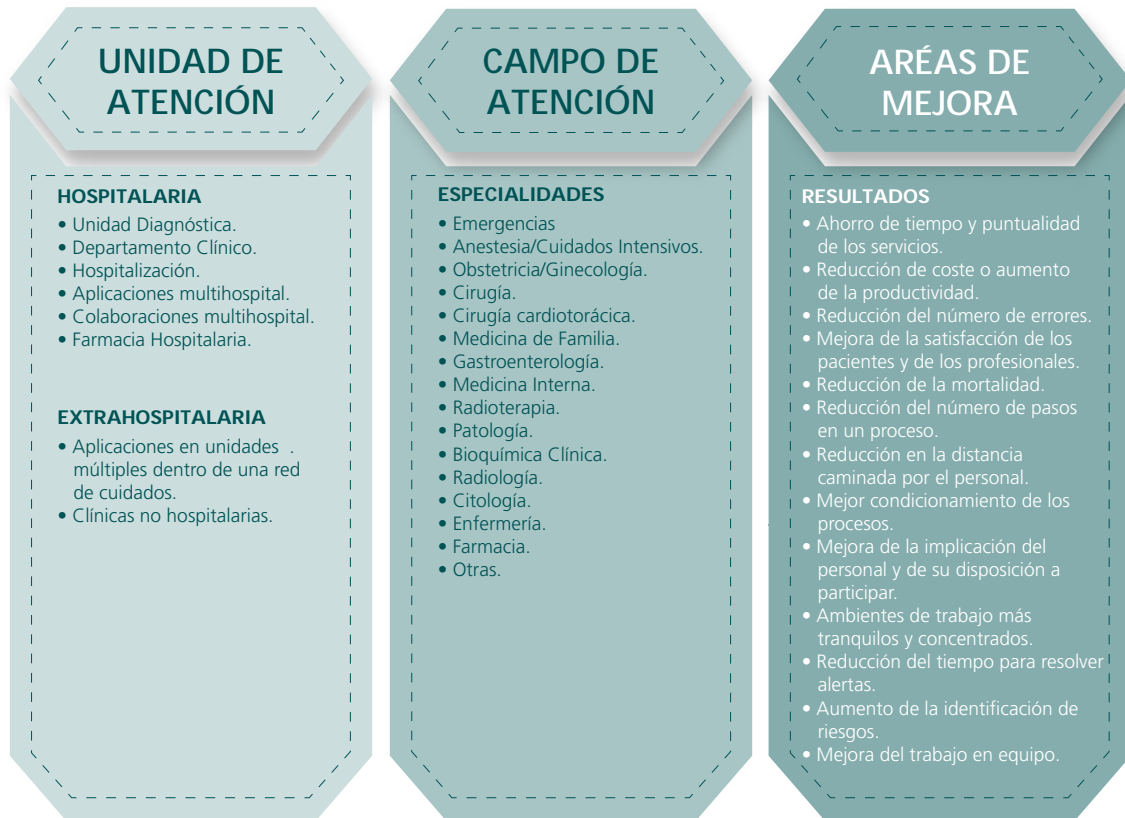 UNIDAD DE
ATENCIÓN
HOSPITALARIA
• Unidad Diagnóstica.
• Departamento Clínico.
• Hospitalización.
• Aplicaciones multihospital.
• Colaboraciones multihospital.
• Farmacia Hospitalaria.
EXTRAHOSPITALARIA
• Aplicaciones en unidades .
múltiples dentro de una red
de cuidados.
• Clínicas no hospitalarias.
CAMPO DE
ATENCIÓN
ESPECIALIDADES
• Emergencias
• Anestesia/Cuidados Intensivos.
• Obstetricia/Ginecología.
• Cirugía.
• Cirugía cardiotorácica.
• Medicina de Familia.
• Gastroenterología.
• Medicina Interna.
• Radioterapia.
• Patología.
• Bioquímica Clínica.
• Radiología.
• Citología.
• Enfermería.
• Farmacia.
• Otras.
ARÉAS DE
MEJORA
RESULTADOS
• Ahorro de tiempo y puntualidad
de los servicios.
• Reducción de coste o aumento
de la productividad.
• Reducción del número de errores.
• Mejora de la satisfacción de los
pacientes y de los profesionales.
• Reducción de la mortalidad.
• Reducción del número de pasos
en un proceso.
• Reducción en la distancia
caminada por el personal.
• Mejor condicionamiento de los
procesos.
• Mejora de la implicación del
personal y de su disposición a
participar.
• Ambientes de trabajo más
tranquilos y concentrados.
• Reducción del tiempo para resolver
alertas.
• Aumento de la identificación de
riesgos.
• Mejora del trabajo en equipo.